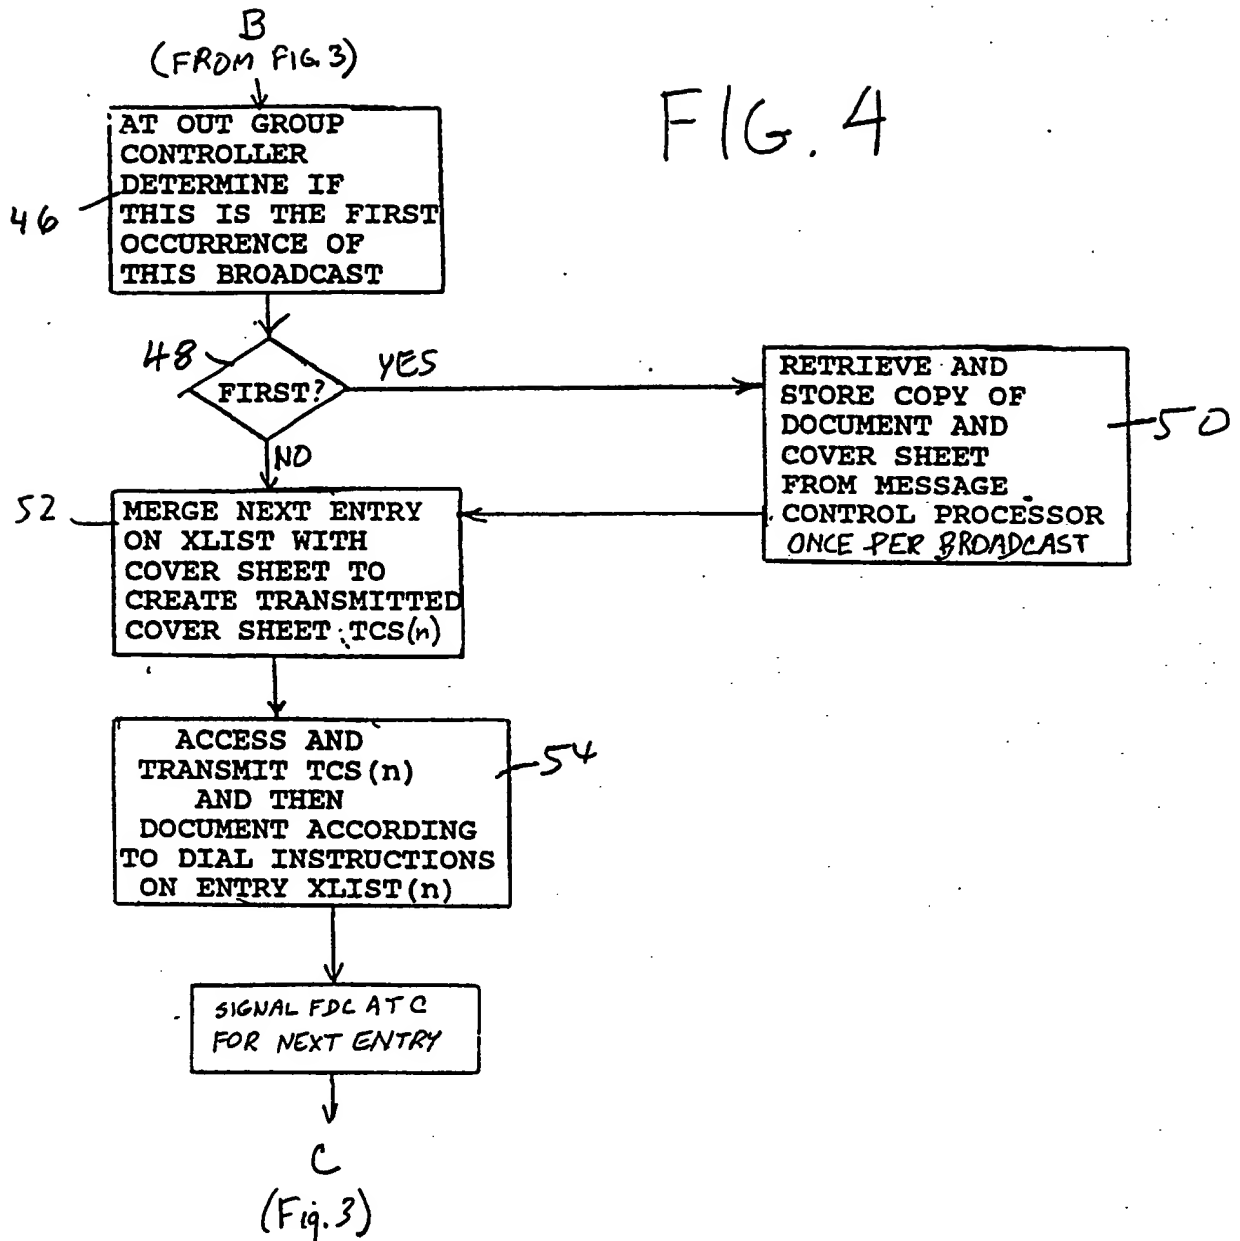 B
(FROM FIG. 3)
FIG. 4
AT OUT GROUP
CONTROLLER
DETERMINE IF
THIS IS THE FIRST
OCCURRENCE OF
THIS BROADCAST
46
48
FIRST?
YES
NO
RETRIEVE AND
STORE COPY OF
DOCUMENT AND
COVER SHEET
FROM MESSAGE
CONTROL PROCESSOR
ONCE PER BROADCAST
50
52
MERGE NEXT ENTRY
ON XLIST WITH
COVER SHEET TO
CREATE TRANSMITTED
COVER SHEET TCS(n)
ACCESS AND
TRANSMIT TCS(n)
AND THEN
DOCUMENT ACCORDING
TO DIAL INSTRUCTIONS
ON ENTRY XLIST(n)
54
SIGNAL FDC AT C
FOR NEXT ENTRY
C
(Fig. 3)